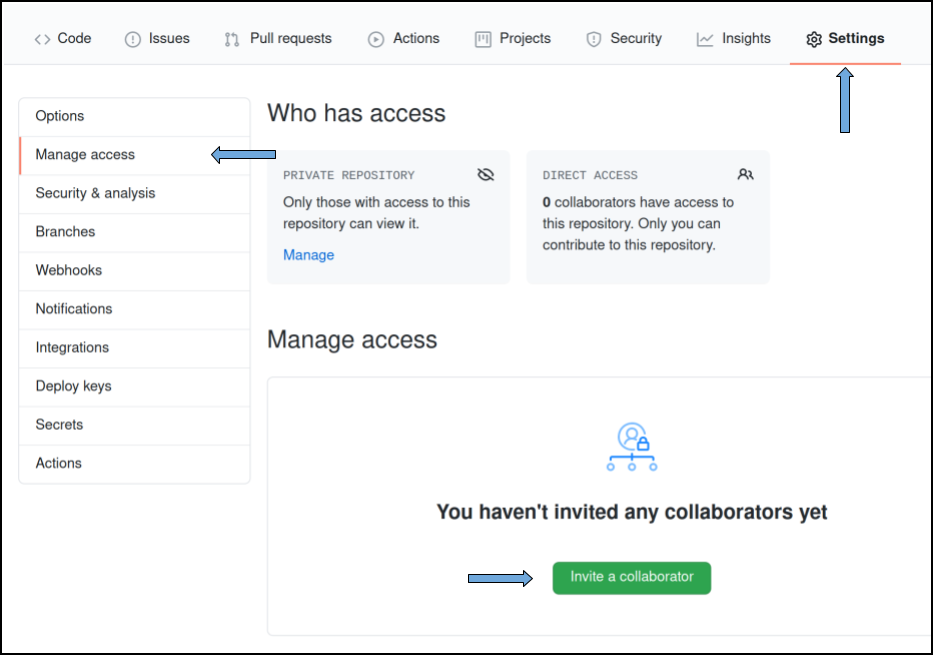 Code Issues Pull requests Actions Projects Security Insights Settings
Options
Manage access
Security & analysis
Branches
Webhooks
Notifications
Integrations
Deploy keys
Secrets
Actions
Who has access
PRIVATE REPOSITORY
Only those with access to this
repository can view it.
Manage
DIRECT ACCESS
0 collaborators have access to
this repository. Only you can
contribute to this repository.
Manage access
You haven't invited any collaborators yet
Invite a collaborator